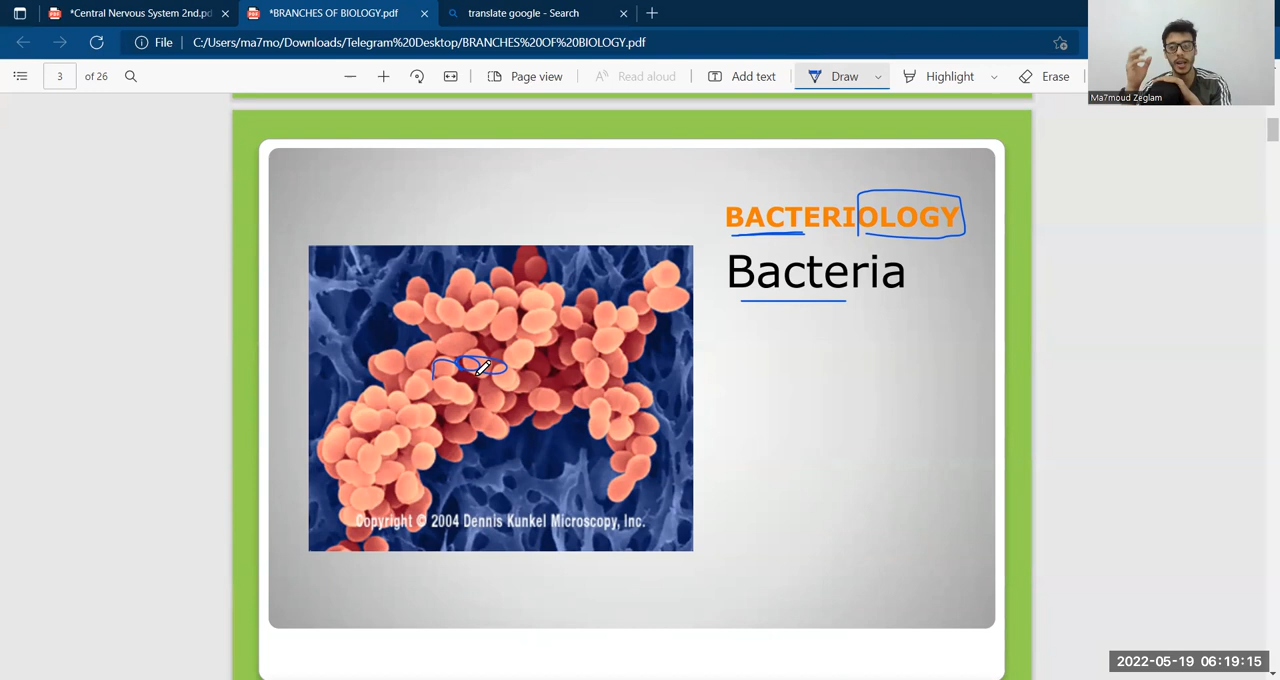 *Central Nervous System 2nd.pd
*BRANCHES OF BIOLOGY.pdf
translate google - Search
File
C:/Users/ma7mo/Downloads/Telegram%20Desktop/BRANCHES%20OF%20BIOLOGY.pdf
3
of 26
Page view
Read aloud
Add text
Draw
Highlight
Erase
Ma7moud Zeglam
BACTERIOLOGY
Bacteria
Copyright © 2004 Dennis Kunkel Microscopy, Inc.
2022-05-19 06:19:15